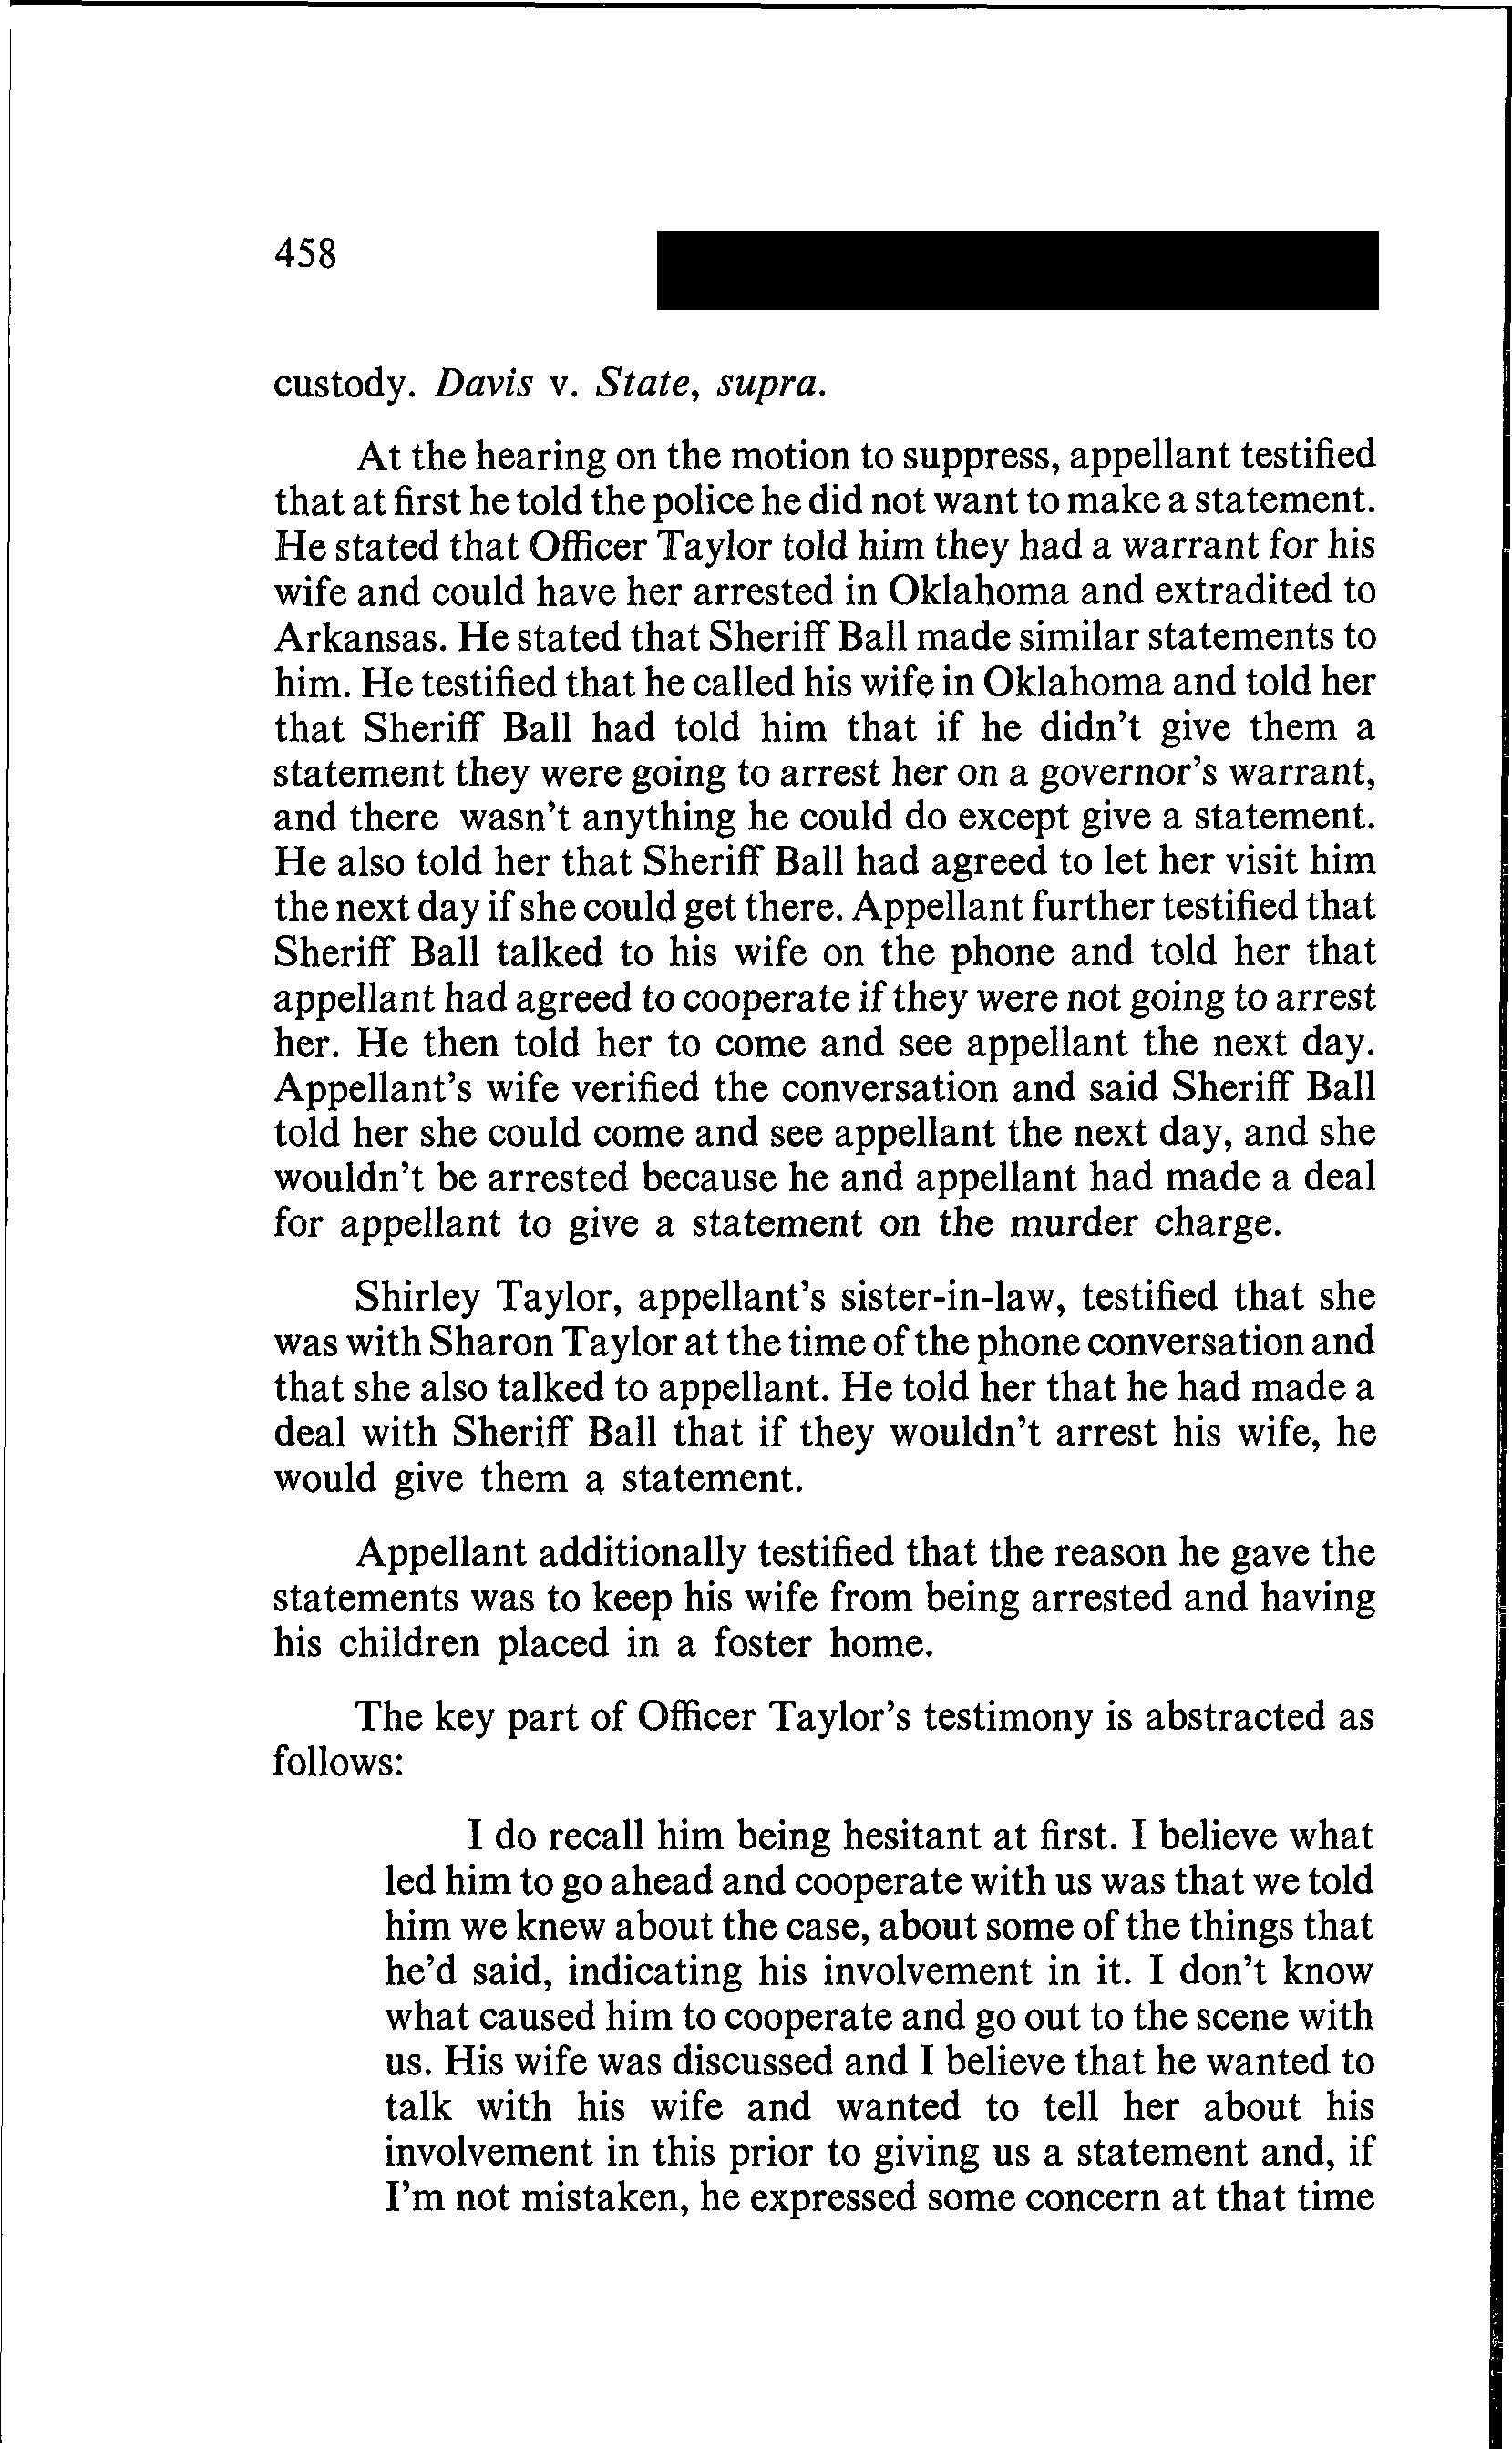 458
custody. Davis v. State, supra.
At the hearing on the motion to suppress, appellant testified
that at first he told the police he did not want to make a statement.
He stated that Officer Taylor told him they had a warrant for his
wife and could have her arrested in Oklahoma and extradited to
Arkansas. He stated that Sheriff Ball made similar statements to
him. He testified that he called his wife in Oklahoma and told her
that Sheriff Ball had told him that if he didn't give them a
statement they were going to arrest her on a governor's warrant,
and there wasn't anything he could do except give a statement.
He also told her that Sheriff Ball had agreed to let her visit him
the next day if she could get there. Appellant further testified that
Sheriff Ball talked to his wife on the phone and told her that
appellant had agreed to cooperate if they were not going to arrest
her. He then told her to come and see appellant the next day.
Appellant's wife verified the conversation and said Sheriff Ball
told her she could come and see appellant the next day, and she
wouldn't be arrested because he and appellant had made a deal
for appellant to give a statement on the murder charge.
Shirley Taylor, appellant's sister-in-law, testified that she
was with Sharon Taylor at the time of the phone conversation and
that she also talked to appellant. He told her that he had made a
deal with Sheriff Ball that if they wouldn't arrest his wife, he
would give them a statement.
Appellant additionally testified that the reason he gave the
statements was to keep his wife from being arrested and having
his children placed in a foster home.
The key part of Officer Taylor's testimony is abstracted as
follows:
I do recall him being hesitant at first. I believe what
led him to go ahead and cooperate with us was that we told
him we knew about the case, about some of the things that
he'd said, indicating his involvement in it. I don't know
what caused him to cooperate and go out to the scene with
us. His wife was discussed and I believe that he wanted to
talk with his wife and wanted to tell her about his
involvement in this prior to giving us a statement and, if
I'm not mistaken, he expressed some concern at that time